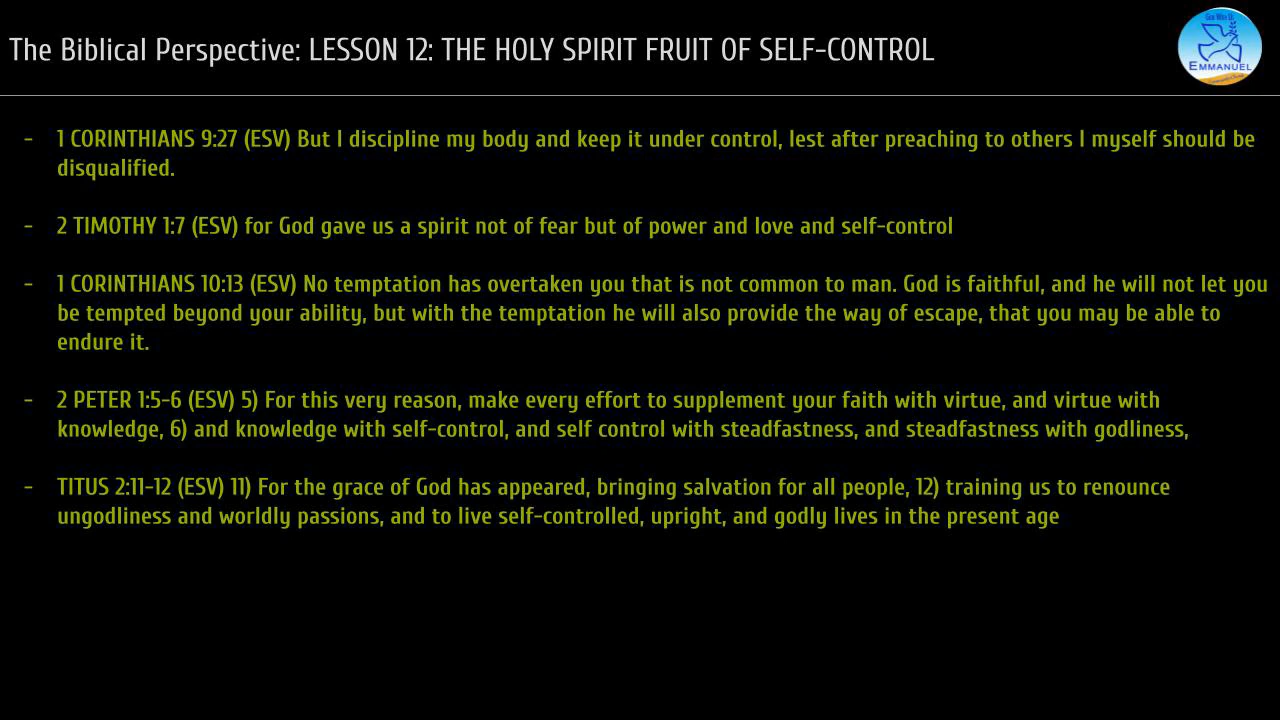 The Biblical Perspective: LESSON 12: THE HOLY SPIRIT FRUIT OF SELF-CONTROL
God With Us
EMMANUEL
- 1 CORINTHIANS 9:27 (ESV) But I discipline my body and keep it under control, lest after preaching to others I myself should be
disqualified.
- 2 TIMOTHY 1:7 (ESV) for God gave us a spirit not of fear but of power and love and self-control
- 1 CORINTHIANS 10:13 (ESV) No temptation has overtaken you that is not common to man. God is faithful, and he will not let you
be tempted beyond your ability, but with the temptation he will also provide the way of escape, that you may be able to
endure it.
- 2 PETER 1:5-6 (ESV) 5) For this very reason, make every effort to supplement your faith with virtue, and virtue with
knowledge, 6) and knowledge with self-control, and self control with steadfastness, and steadfastness with godliness,
- TITUS 2:11-12 (ESV) 11) For the grace of God has appeared, bringing salvation for all people, 12) training us to renounce
ungodliness and worldly passions, and to live self-controlled, upright, and godly lives in the present age